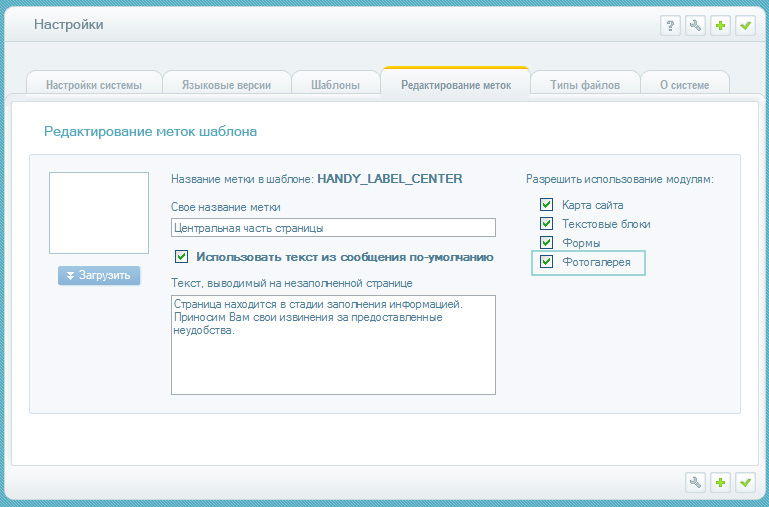 Настройки
?
Настройки системы
Языковые версии
Шаблоны
Редактирование меток
Типы файлов
О системе
Редактирование меток шаблона
Название метки в шаблоне: HANDY_LABEL_CENTER
Свое название метки
Центральная часть страницы
Использовать текст из сообщения по-умолчанию
Загрузить
Текст, выводимый на незаполненной странице
Страница находится в стадии заполнения информацией.
Приносим Вам свои извинения за предоставленные
неудобства.
Разрешить использование модулям:
Карта сайта
Текстовые блоки
Формы
Фотогалерея